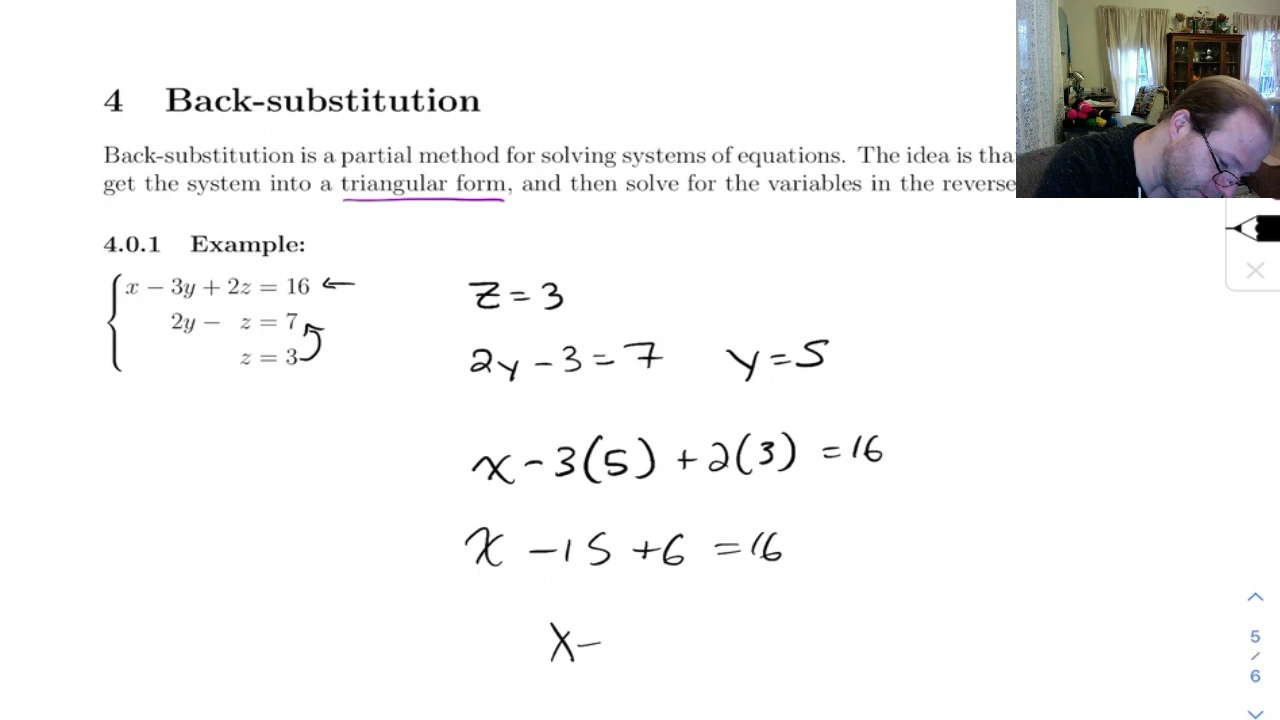 4 Back-substitution
Back-substitution is a partial method for solving systems of equations. The idea is tha
get the system into a triangular form, and then solve for the variables in the reverse
4.0.1 Example:
x − 3y + 2z = 16 ←
2y − z = 7
z = 3
z = 3
2y − 3 = 7 y = 5
x − 3(5) + 2(3) = 16
x − 15 + 6 = 16
x −
5
/
6